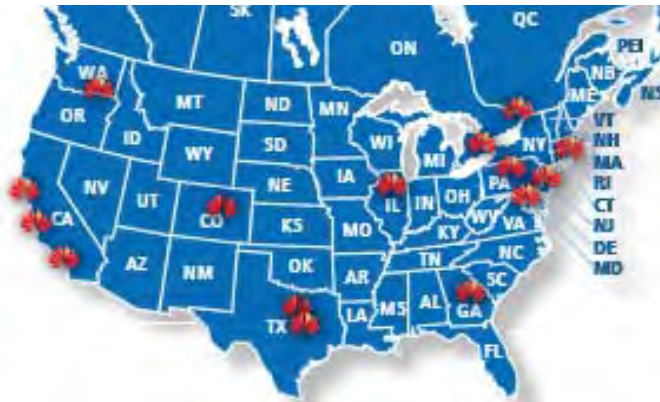 SK
QC
ON
PEI
NB
NS
WA
MT
ND
MN
ME
VT
OR
ID
SD
WI
NY
NH
WY
MI
MA
IA
PA
RI
NE
NV
UT
CO
IL
IN
OH
CT
CA
KS
MO
WV
VA
NJ
KY
DE
AZ
NM
OK
TN
NC
MD
AR
SC
TX
LA
MS
AL
GA
FL